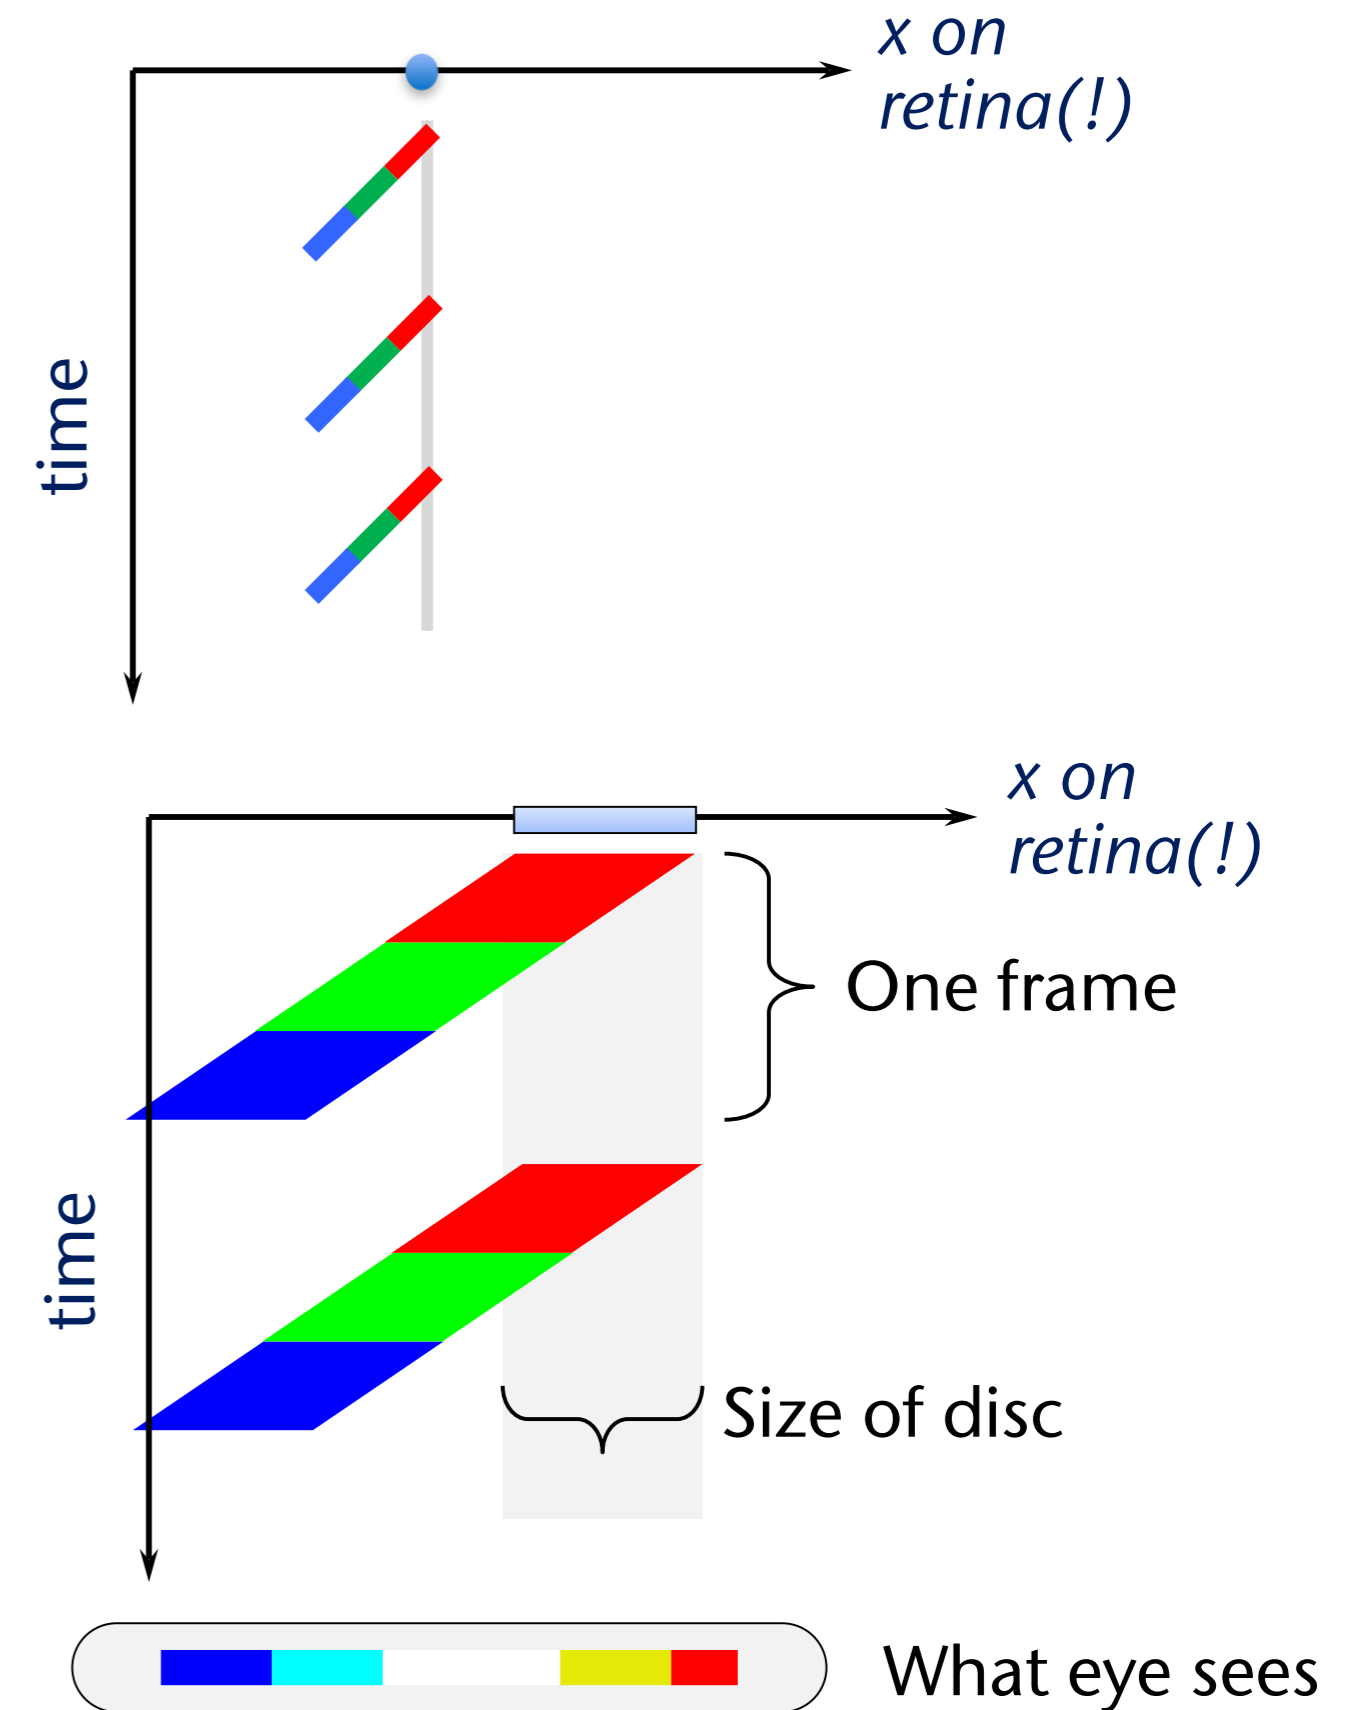 x on
retina(!)
time
x on
retina(!)
One frame
time
Size of disc
What eye sees